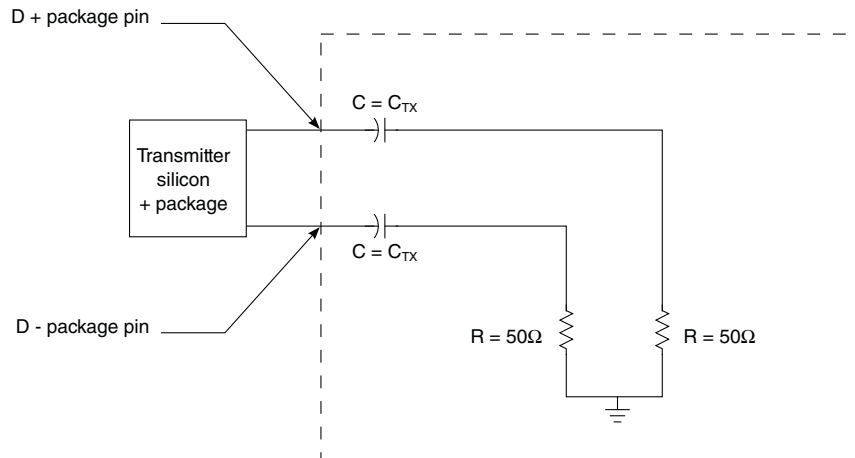 D + package pin
C = CTX
Transmitter
silicon
+ package
C = CTX
D - package pin
R = 50Ω
R = 50Ω